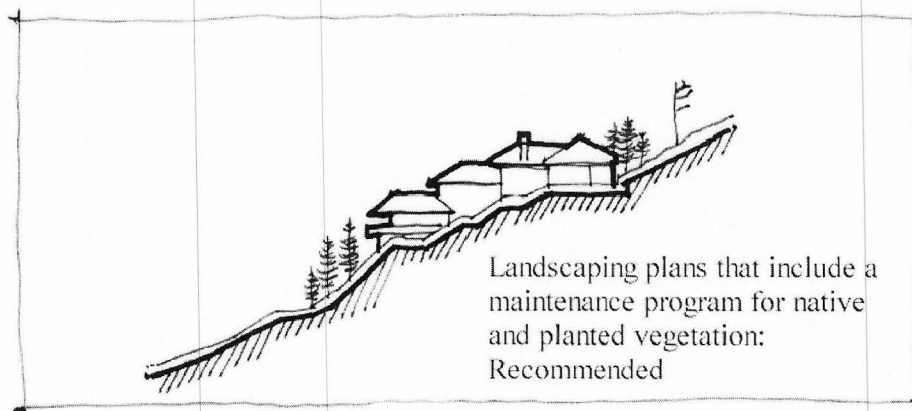 Landscaping plans that include a
maintenance program for native
and planted vegetation:
Recommended